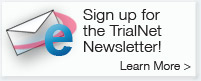 Sign up for
the TrialNet
Newsletter!
Learn More >